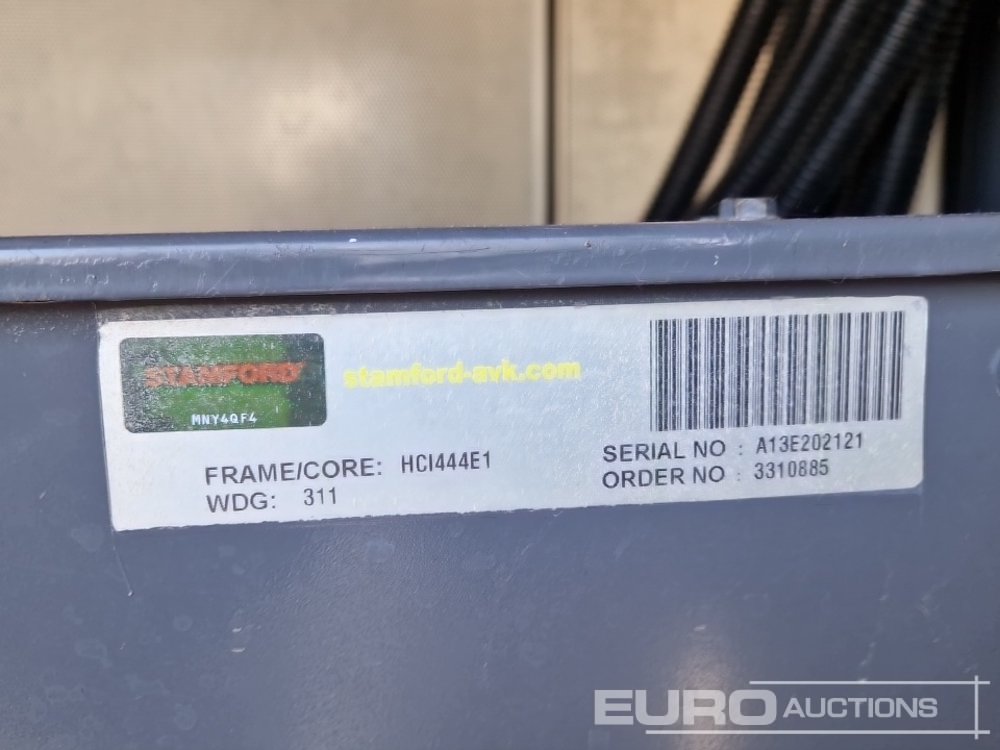 STAMFORD
MNY4QF4
stamford-avk.com
FRAME/CORE: HCI444E1
WDG: 311
SERIAL NO : A13E202121
ORDER NO : 3310885
EURO AUCTIONS